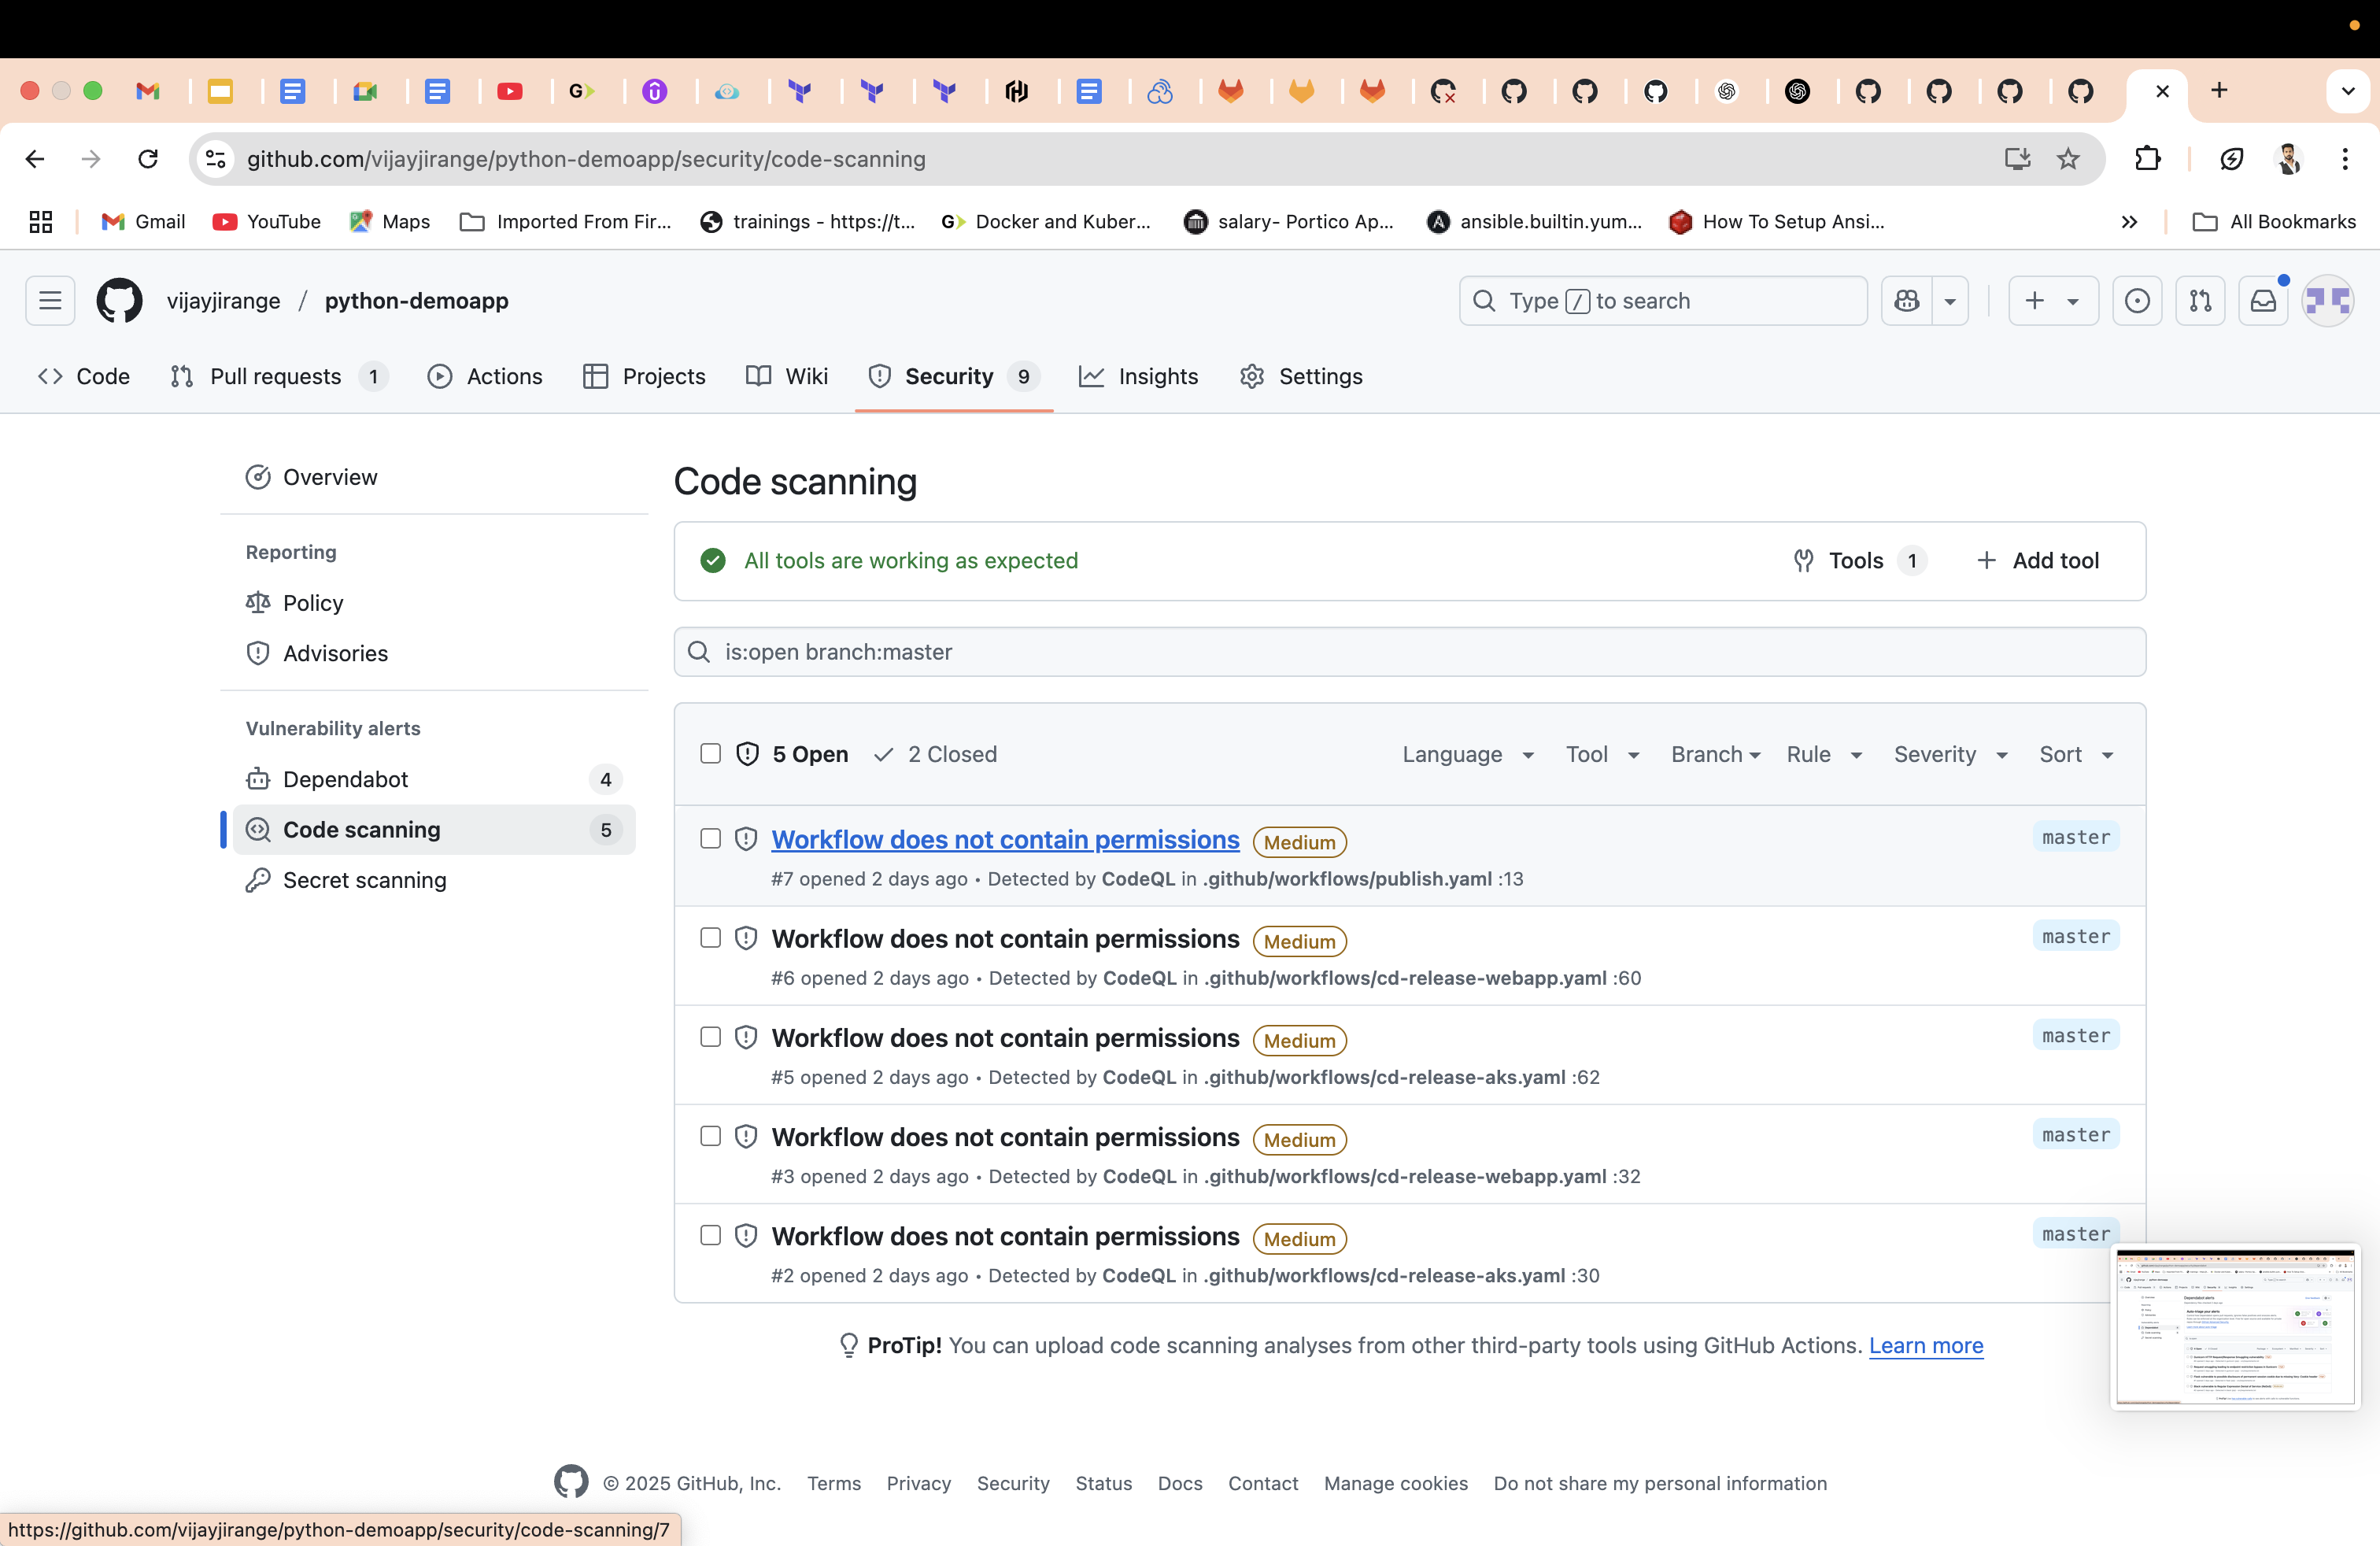 github.com/vijayjirange/python-demoapp/security/code-scanning
Gmail YouTube Maps Imported From Fir... trainings - https://t... G Docker and Kuber... salary- Portico Ap... ansible.builtin.yum... How To Setup Ansi... All Bookmarks
vijayjirange / python-demoapp Type / to search
Code Pull requests 1 Actions Projects Wiki Security 9 Insights Settings
Overview
Reporting
Policy
Advisories
Vulnerability alerts
Dependabot 4
Code scanning 5
Secret scanning
Code scanning
All tools are working as expected Tools 1 Add tool
is:open branch:master
5 Open 2 Closed Language Tool Branch Rule Severity Sort
Workflow does not contain permissions Medium master
#7 opened 2 days ago • Detected by CodeQL in .github/workflows/publish.yaml :13
Workflow does not contain permissions Medium master
#6 opened 2 days ago • Detected by CodeQL in .github/workflows/cd-release-webapp.yaml :60
Workflow does not contain permissions Medium master
#5 opened 2 days ago • Detected by CodeQL in .github/workflows/cd-release-aks.yaml :62
Workflow does not contain permissions Medium master
#3 opened 2 days ago • Detected by CodeQL in .github/workflows/cd-release-webapp.yaml :32
Workflow does not contain permissions Medium master
#2 opened 2 days ago • Detected by CodeQL in .github/workflows/cd-release-aks.yaml :30
ProTip! You can upload code scanning analyses from other third-party tools using GitHub Actions. Learn more
© 2025 GitHub, Inc. Terms Privacy Security Status Docs Contact Manage cookies Do not share my personal information
https://github.com/vijayjirange/python-demoapp/security/code-scanning/7